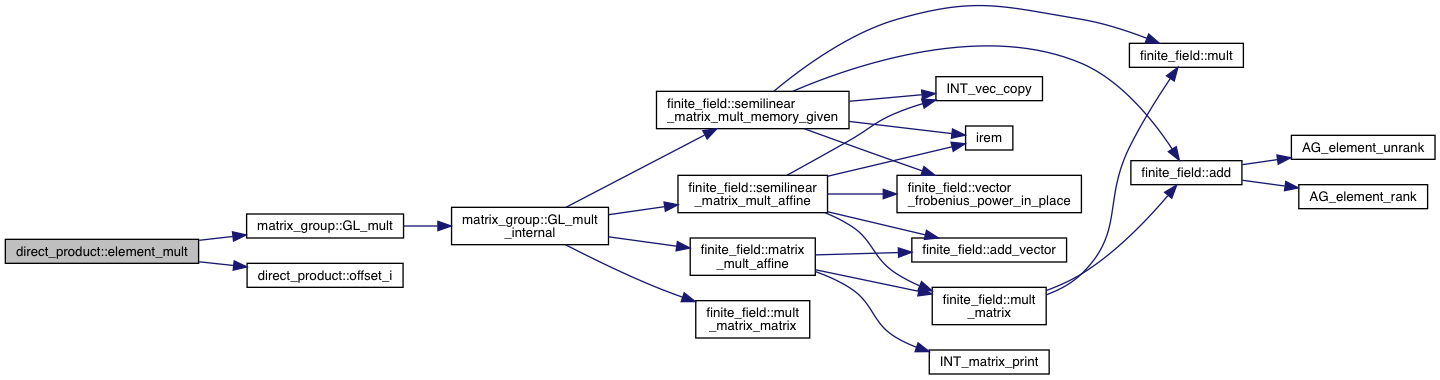 direct_product::element_mult
matrix_group::GL_mult
direct_product::offset_i
matrix_group::GL_mult
_internal
finite_field::semilinear
_matrix_mult_memory_given
finite_field::semilinear
_matrix_mult_affine
finite_field::matrix
_mult_affine
finite_field::mult
_matrix_matrix
INT_vec_copy
irem
finite_field::vector
_frobenius_power_in_place
finite_field::add_vector
finite_field::mult
_matrix
INT_matrix_print
finite_field::mult
finite_field::add
AG_element_unrank
AG_element_rank